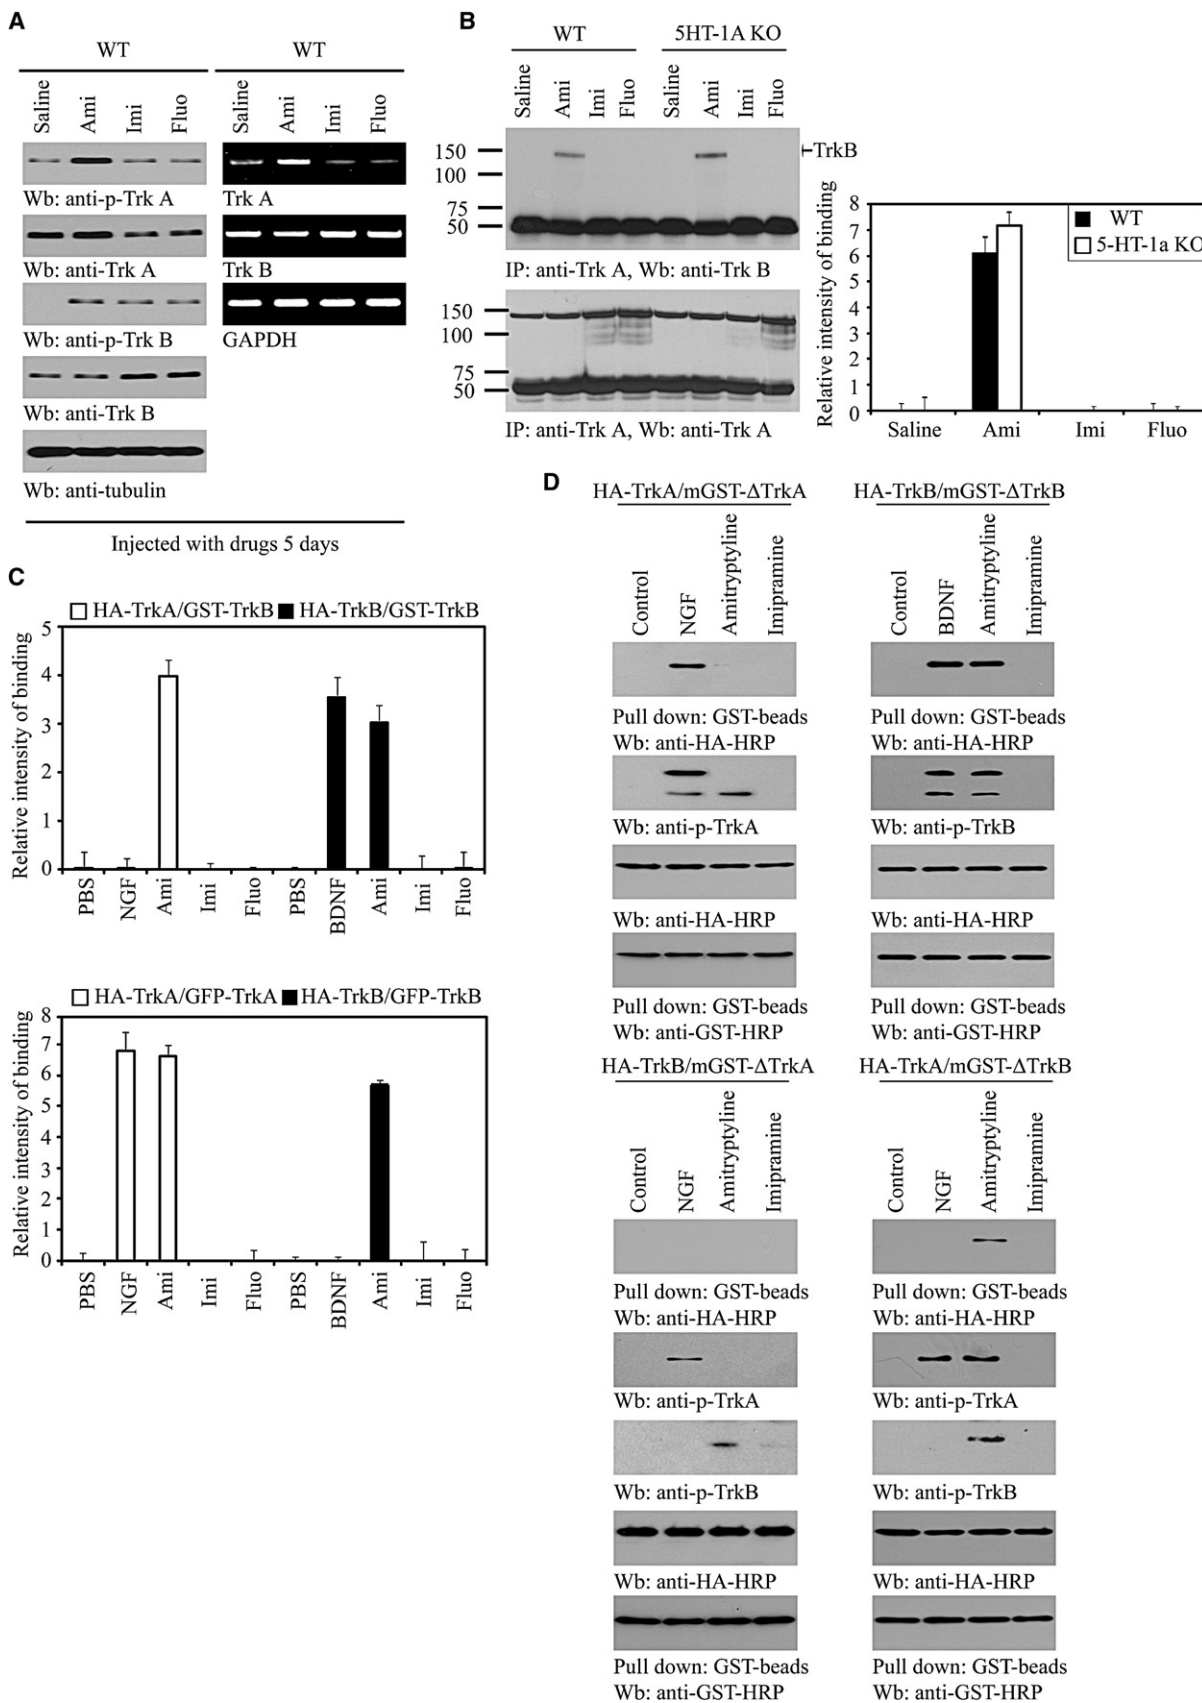 A
WT WT
Saline Ami Imi Fluo Saline Ami Imi Fluo
Wb: anti-p-Trk A
Trk A
Wb: anti-Trk A
Trk B
Wb: anti-p-Trk B
GAPDH
Wb: anti-Trk B
Wb: anti-tubulin
Injected with drugs 5 days
B
WT 5HT-1A KO
Saline Ami Imi Fluo Saline Ami Imi Fluo
150
100
75
50
TrkB
IP: anti-Trk A, Wb: anti-Trk B
150
100
75
50
IP: anti-Trk A, Wb: anti-Trk A
Relative intensity of binding
8
7
6
5
4
3
2
1
0
WT
5-HT-1a KO
Saline Ami Imi Fluo
C
HA-TrkA/GST-TrkB HA-TrkB/GST-TrkB
Relative intensity of binding
5
4
3
2
1
0
PBS NGF Ami Imi Fluo PBS BDNF Ami Imi Fluo
HA-TrkA/GFP-TrkA HA-TrkB/GFP-TrkB
Relative intensity of binding
8
7
6
5
4
3
2
1
0
PBS NGF Ami Imi Fluo PBS BDNF Ami Imi Fluo
D
HA-TrkA/mGST-ΔTrkA
Control NGF Amitryptyline Imipramine
Pull down: GST-beads
Wb: anti-HA-HRP
Wb: anti-p-TrkA
Wb: anti-HA-HRP
Pull down: GST-beads
Wb: anti-GST-HRP
HA-TrkB/mGST-ΔTrkB
Control BDNF Amitryptyline Imipramine
Pull down: GST-beads
Wb: anti-HA-HRP
Wb: anti-p-TrkB
Wb: anti-HA-HRP
Pull down: GST-beads
Wb: anti-GST-HRP
HA-TrkB/mGST-ΔTrkA
Control NGF Amitryptyline Imipramine
Pull down: GST-beads
Wb: anti-HA-HRP
Wb: anti-p-TrkA
Wb: anti-p-TrkB
Wb: anti-HA-HRP
Pull down: GST-beads
Wb: anti-GST-HRP
HA-TrkA/mGST-ΔTrkB
Control NGF Amitryptyline Imipramine
Pull down: GST-beads
Wb: anti-HA-HRP
Wb: anti-p-TrkA
Wb: anti-p-TrkB
Wb: anti-HA-HRP
Pull down: GST-beads
Wb: anti-GST-HRP